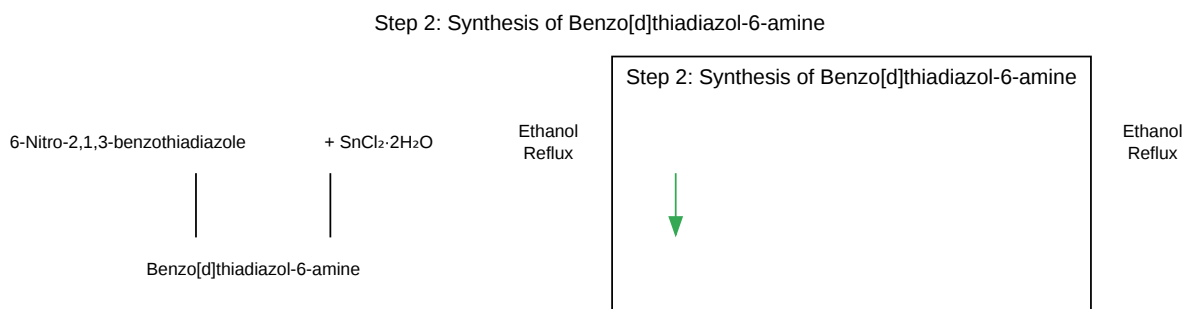 Step 2: Synthesis of Benzo[d]thiadiazol-6-amine
Step 2: Synthesis of Benzo[d]thiadiazol-6-amine
6-Nitro-2,1,3-benzothiadiazole
+ SnCl₂·2H₂O
Ethanol
Reflux
Ethanol
Reflux
Benzo[d]thiadiazol-6-amine